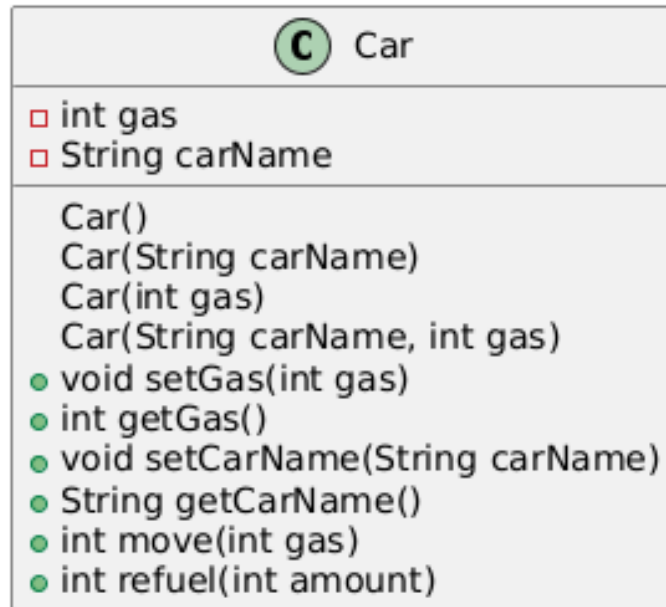 C Car
int gas
String carName
Car()
Car(String carName)
Car(int gas)
Car(String carName, int gas)
void setGas(int gas)
int getGas()
void setCarName(String carName)
String getCarName()
int move(int gas)
int refuel(int amount)